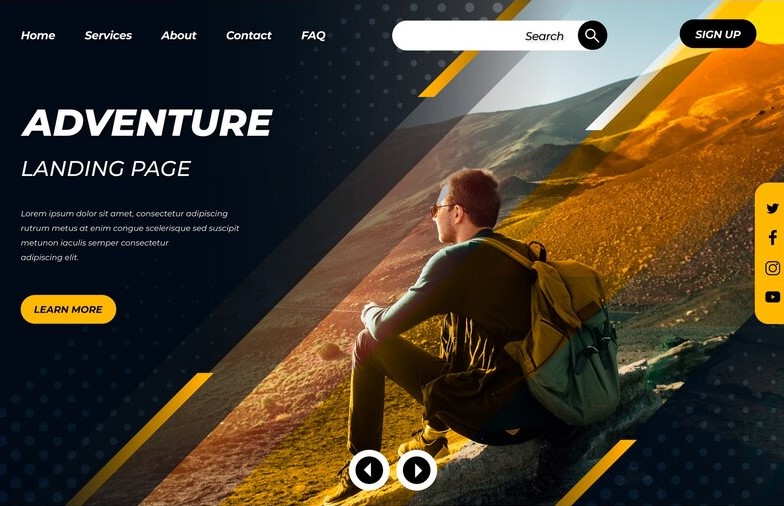 Home Services About Contact FAQ Search SIGN UP
ADVENTURE
LANDING PAGE
Lorem ipsum dolor sit amet, consectetur adipiscing
rutrum metus at enim congue scelerisque sed suscipit
metunon iaculis semper consectetur
adipiscing elit.
LEARN MORE